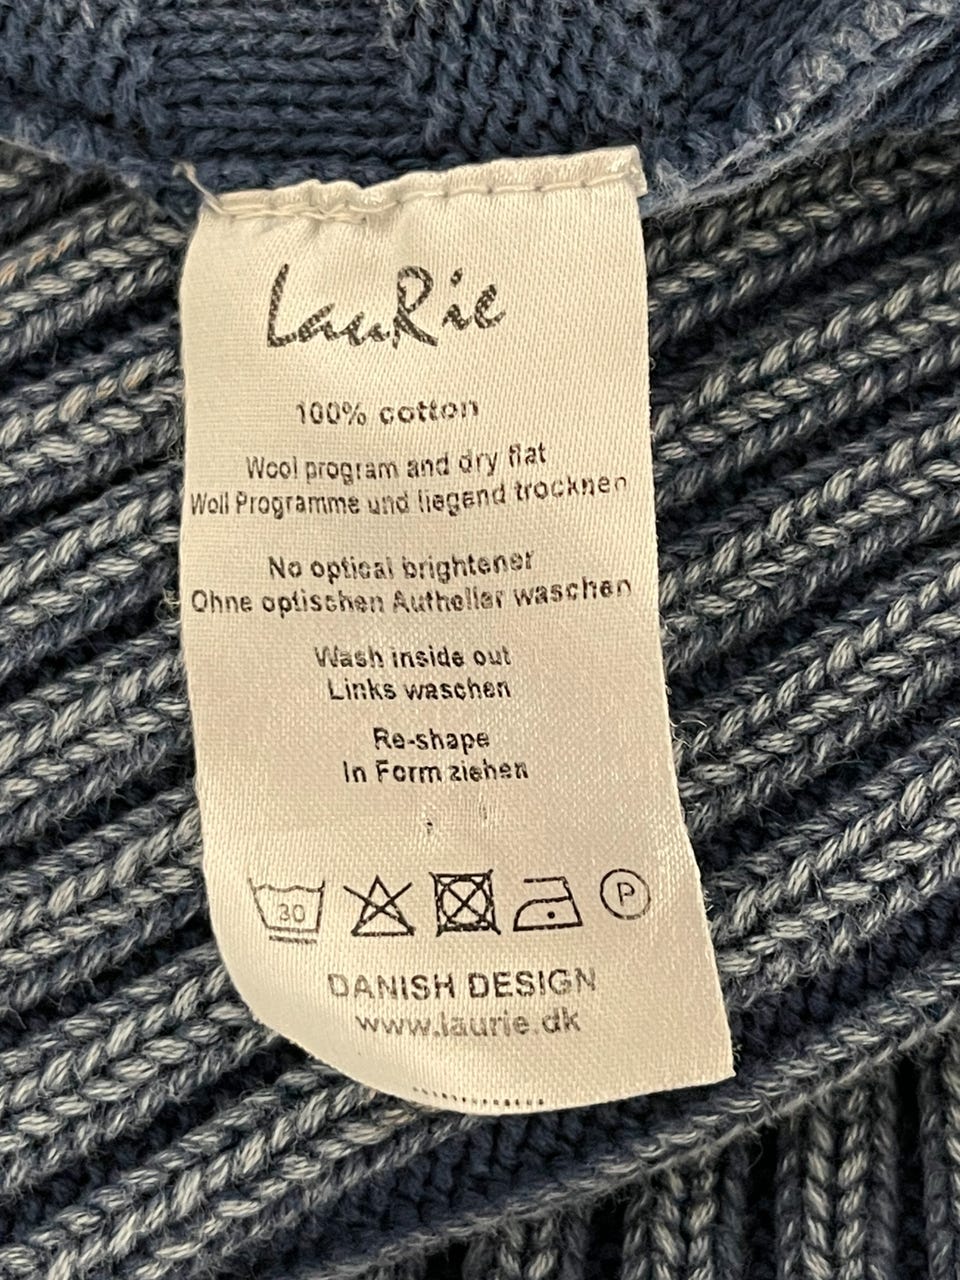 LauRie
100% cotton
Wool program and dry flat
Woll Programme und liegend trocknen
No optical brightener
Ohne optischen Aufheller waschen
Wash inside out
Links waschen
Re-shape
In Form ziehen
30 P
DANISH DESIGN
www.laurie.dk